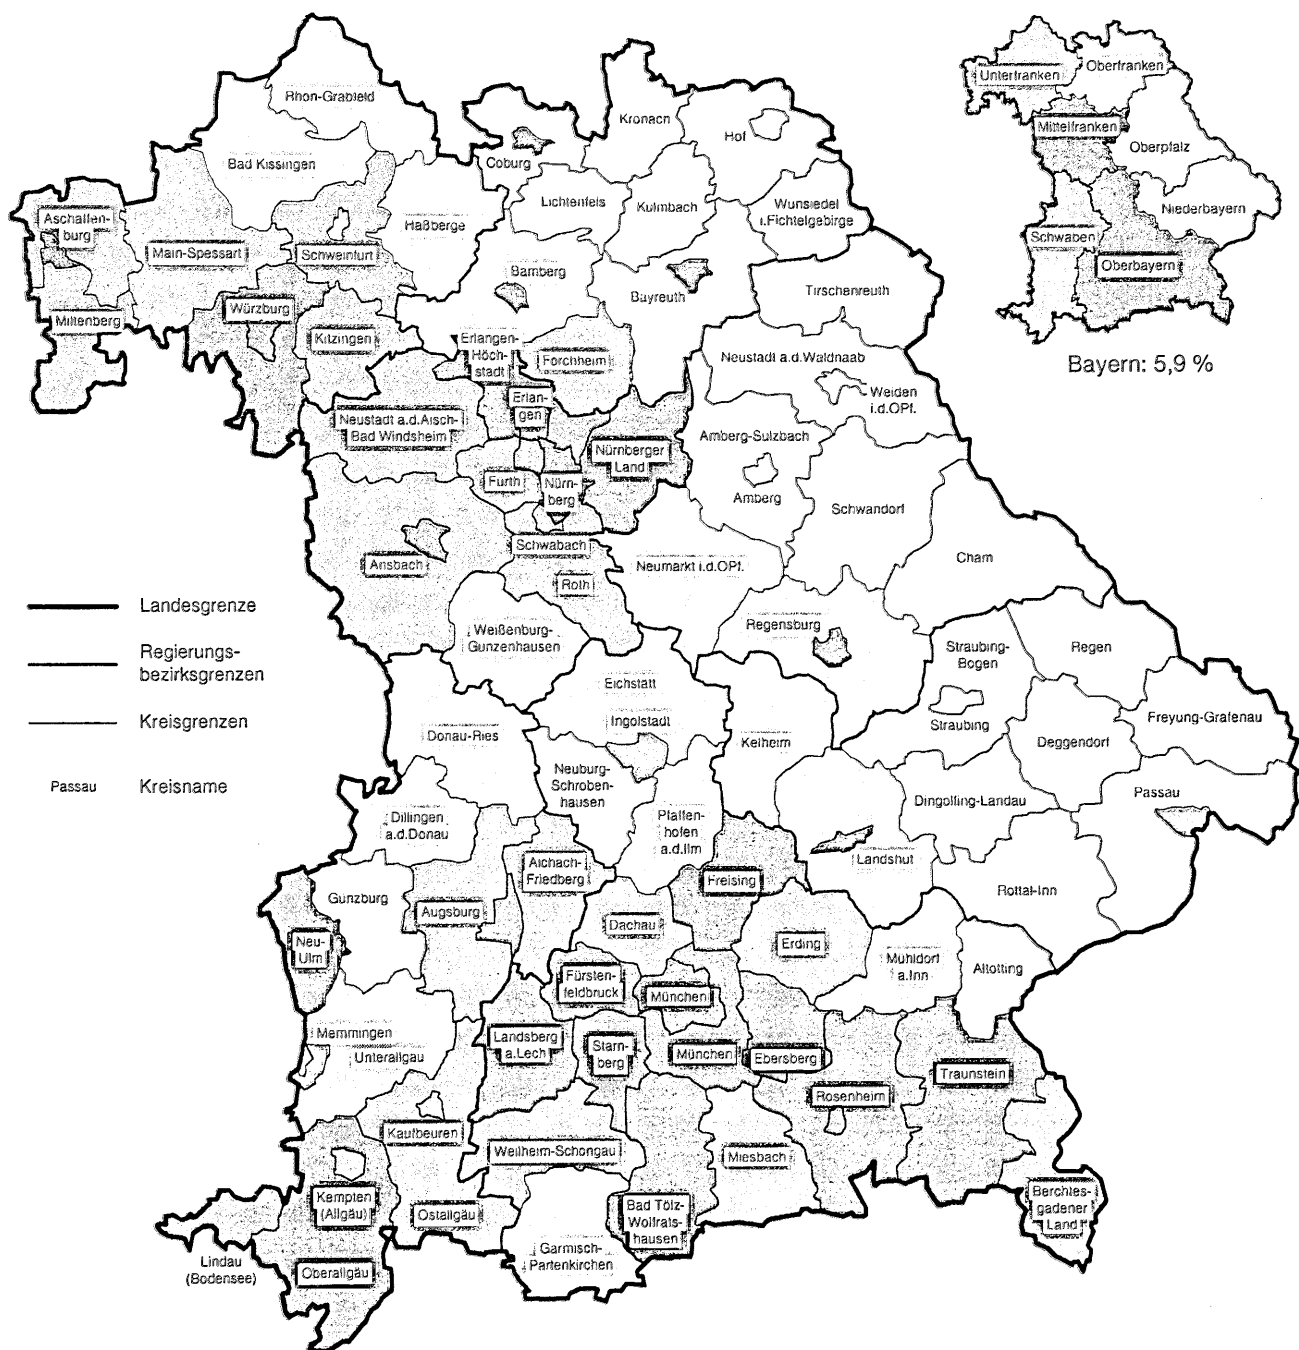 Rhön-Grabfeld
Bad Kissingen
Aschaffen-
burg
Main-Spessart
Schweinfurt
Haßberge
Miltenberg
Würzburg
Kitzingen
Coburg
Kronach
Hof
Lichtenfels
Kulmbach
Wunsiedel
i.Fichtelgebirge
Bamberg
Bayreuth
Forchheim
Tirschenreuth
Erlangen-
Höch-
stadt
Erlan-
gen
Neustadt a.d.Aisch-
Bad Windsheim
Nürnberger
Land
Fürth
Nürn-
berg
Ansbach
Schwabach
Roth
Weißenburg-
Gunzenhausen
Neustadt a.d.Waldnaab
Weiden
i.d.OPf.
Amberg-Sulzbach
Amberg
Schwandorf
Cham
Neumarkt i.d.OPf.
Regensburg
Straubing-
Bogen
Straubing
Regen
Freyung-Grafenau
Deggendorf
Passau
Dingolfing-Landau
Kelheim
Landshut
Rottal-Inn
Eichstätt
Ingolstadt
Neuburg-
Schroben-
hausen
Pfaffen-
hofen
a.d.Ilm
Donau-Ries
Dillingen
a.d.Donau
Aichach-
Friedberg
Augsburg
Günzburg
Neu-
Ulm
Freising
Dachau
Erding
Mühldorf
a.Inn
Altötting
Fürsten-
feldbruck
München
Landsberg
a.Lech
Starn-
berg
München
Ebersberg
Rosenheim
Traunstein
Memmingen
Unterallgäu
Kaufbeuren
Weilheim-Schongau
Miesbach
Kempten
(Allgäu)
Ostallgäu
Bad Tölz-
Wolfrats-
hausen
Berchtes-
gadener
Land
Garmisch-
Partenkirchen
Lindau
(Bodensee)
Oberallgäu
Unterfranken
Oberfranken
Mittelfranken
Oberpfalz
Niederbayern
Schwaben
Oberbayern
Bayern: 5,9 %
Landesgrenze
Regierungs-
bezirksgrenzen
Kreisgrenzen
Passau Kreisname